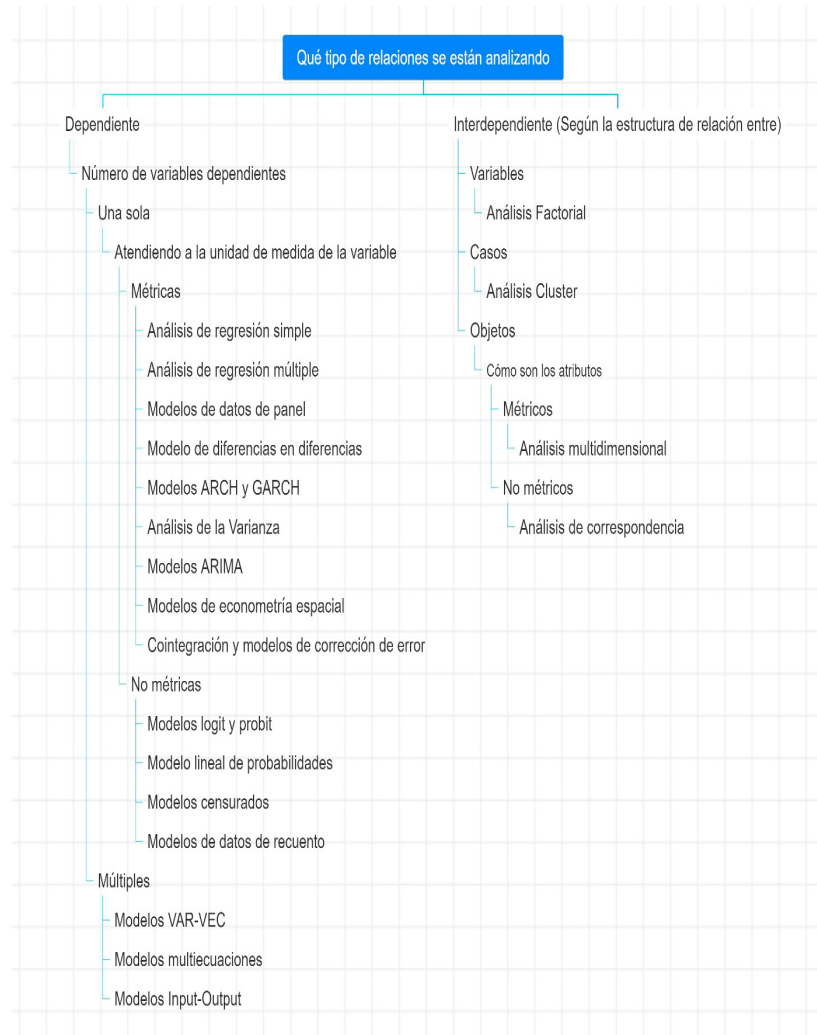 Qué tipo de relaciones se están analizando
Dependiente
Número de variables dependientes
Una sola
Atendiendo a la unidad de medida de la variable
Métricas
Análisis de regresión simple
Análisis de regresión múltiple
Modelos de datos de panel
Modelo de diferencias en diferencias
Modelos ARCH y GARCH
Análisis de la Varianza
Modelos ARIMA
Modelos de econometría espacial
Cointegración y modelos de corrección de error
No métricas
Modelos logit y probit
Modelo lineal de probabilidades
Modelos censurados
Modelos de datos de recuento
Múltiples
Modelos VAR-VEC
Modelos multiecuaciones
Modelos Input-Output
Interdependiente (Según la estructura de relación entre)
Variables
Análisis Factorial
Casos
Análisis Cluster
Objetos
Cómo son los atributos
Métricos
Análisis multidimensional
No métricos
Análisis de correspondencia